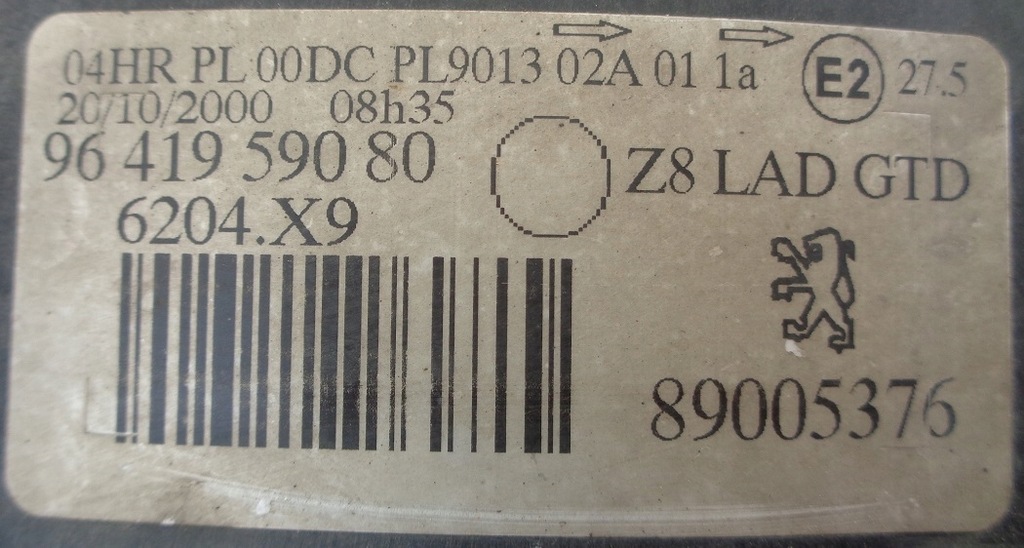 04HR PL 00DC PL9013 02A 01 1a E2 27.5
20/10/2000 08h35
96 419 590 80
Z8 LAD GTD
6204.X9
89005376